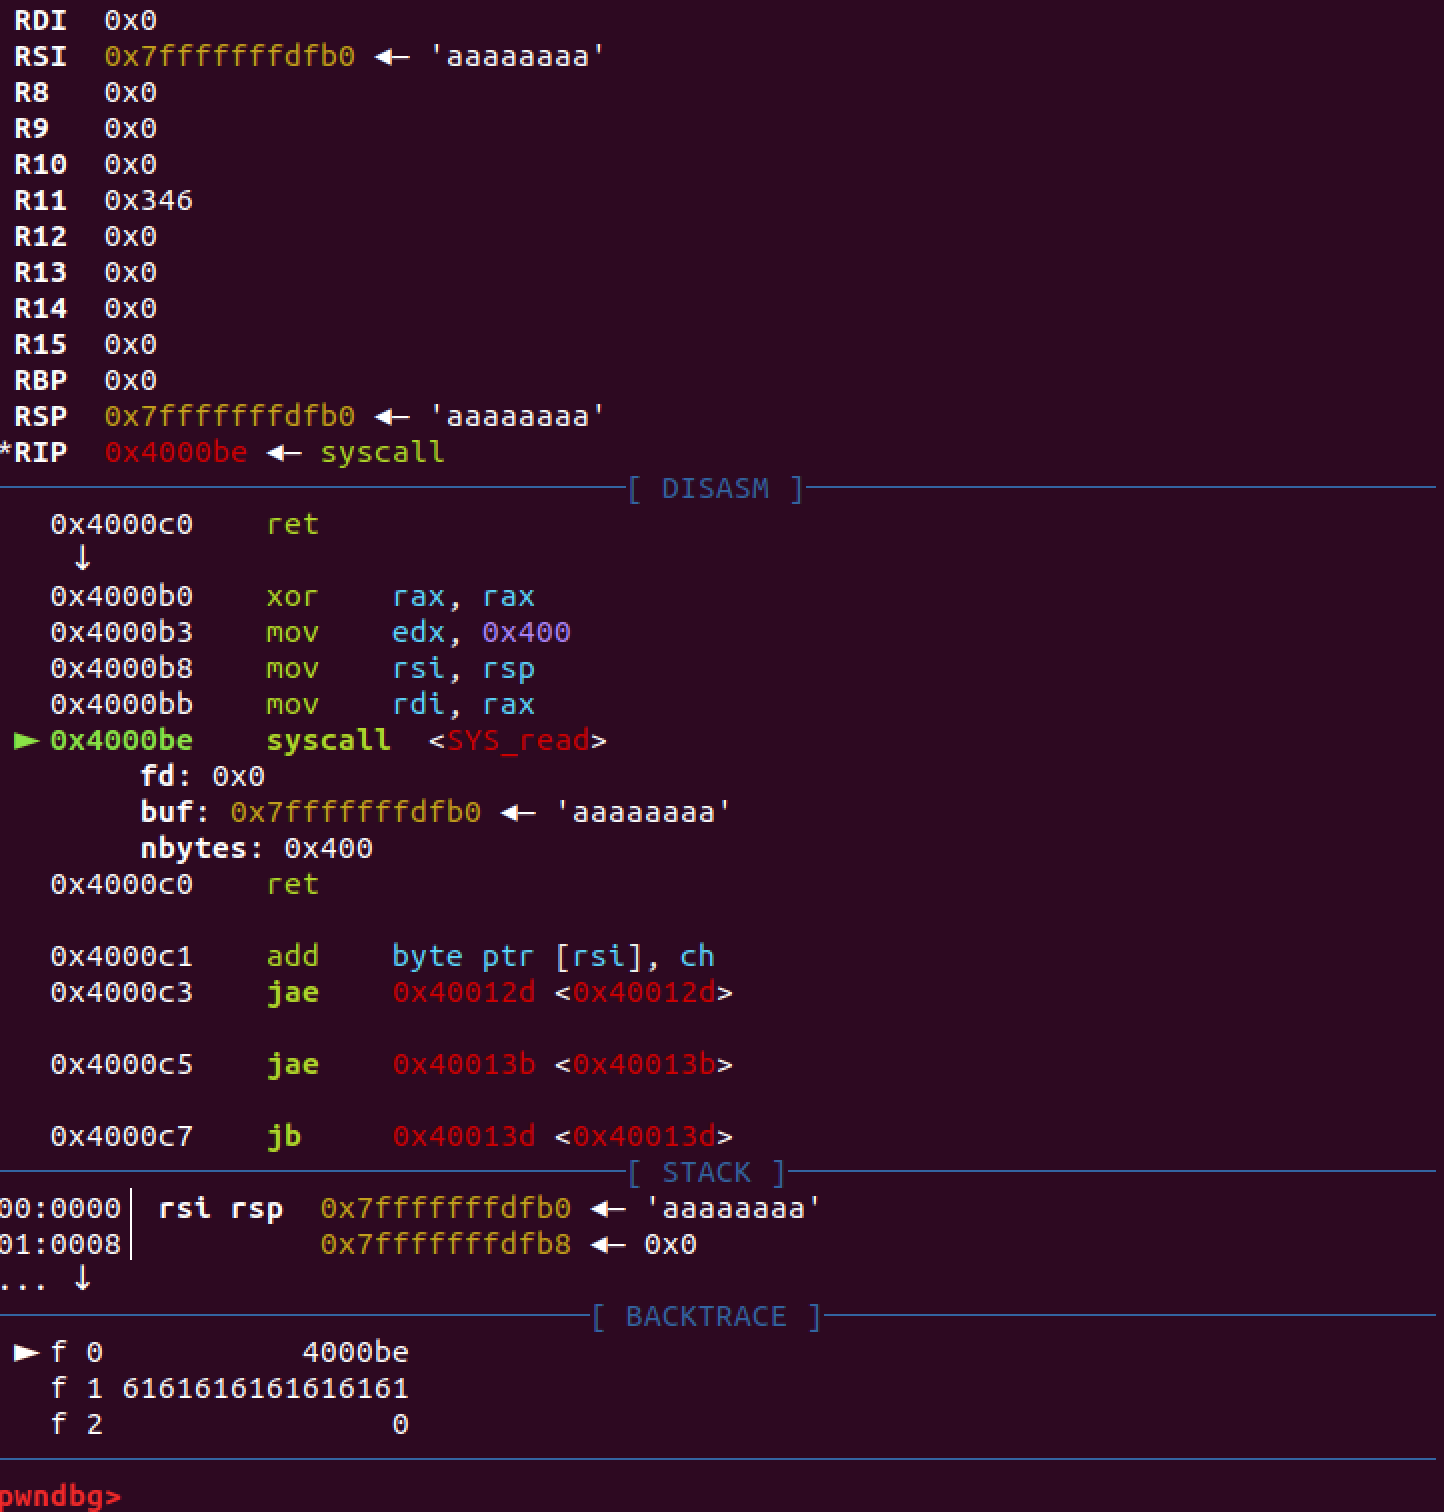 RDI 0x0
RSI 0x7fffffffdfb0 ◂— 'aaaaaaaa'
R8 0x0
R9 0x0
R10 0x0
R11 0x346
R12 0x0
R13 0x0
R14 0x0
R15 0x0
RBP 0x0
RSP 0x7fffffffdfb0 ◂— 'aaaaaaaa'
*RIP 0x4000be ◂— syscall
[ DISASM ]
0x4000c0 ret
↓
0x4000b0 xor rax, rax
0x4000b3 mov edx, 0x400
0x4000b8 mov rsi, rsp
0x4000bb mov rdi, rax
► 0x4000be syscall <SYS_read>
fd: 0x0
buf: 0x7fffffffdfb0 ◂— 'aaaaaaaa'
nbytes: 0x400
0x4000c0 ret
0x4000c1 add byte ptr [rsi], ch
0x4000c3 jae 0x40012d <0x40012d>
0x4000c5 jae 0x40013b <0x40013b>
0x4000c7 jb 0x40013d <0x40013d>
[ STACK ]
00:0000│ rsi rsp 0x7fffffffdfb0 ◂— 'aaaaaaaa'
01:0008│ 0x7fffffffdfb8 ◂— 0x0
... ↓
[ BACKTRACE ]
► f 0 4000be
f 1 6161616161616161
f 2 0
pwndbg>